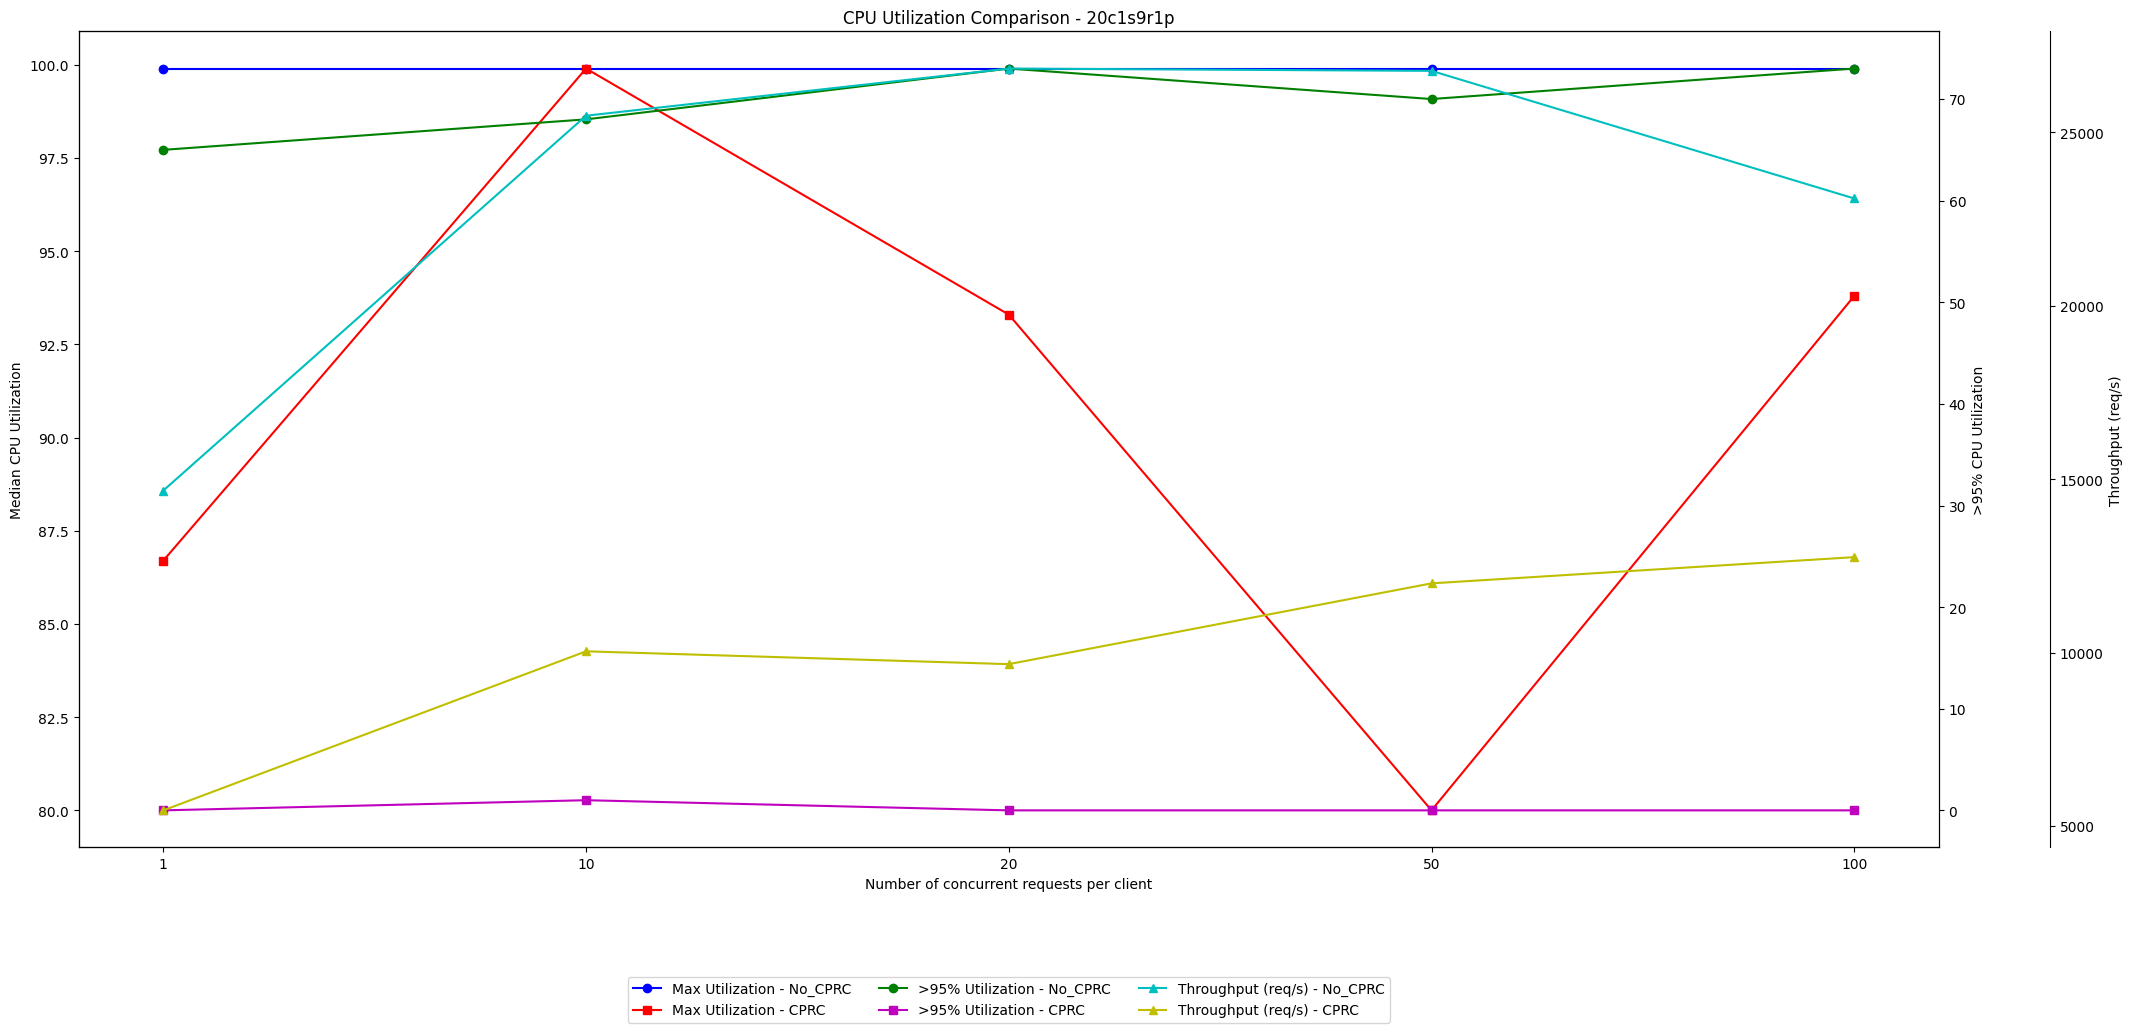 CPU Utilization Comparison - 20c1s9r1p
100.0
97.5
95.0
92.5
90.0
87.5
85.0
82.5
80.0
Median CPU Utilization
70
60
50
40
30
20
10
0
>95% CPU Utilization
25000
20000
15000
10000
5000
Throughput (req/s)
1 10 20 50 100
Number of concurrent requests per client
Max Utilization - No_CPRC
Max Utilization - CPRC
>95% Utilization - No_CPRC
>95% Utilization - CPRC
Throughput (req/s) - No_CPRC
Throughput (req/s) - CPRC